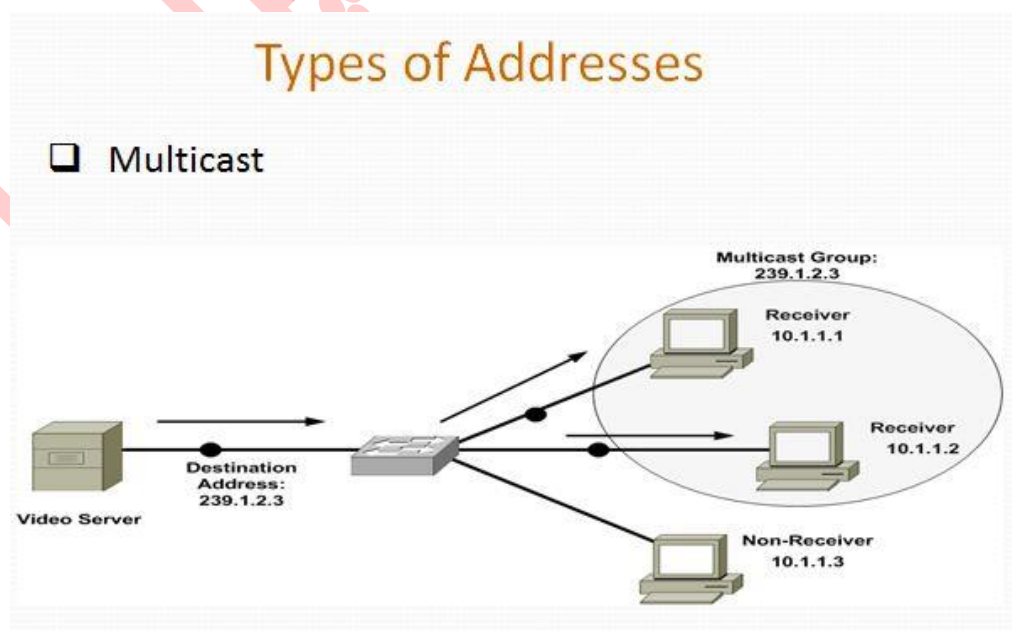 Types of Addresses
Multicast
Multicast Group:
239.1.2.3
Receiver
10.1.1.1
Receiver
10.1.1.2
Destination
Address:
239.1.2.3
Video Server
Non-Receiver
10.1.1.3